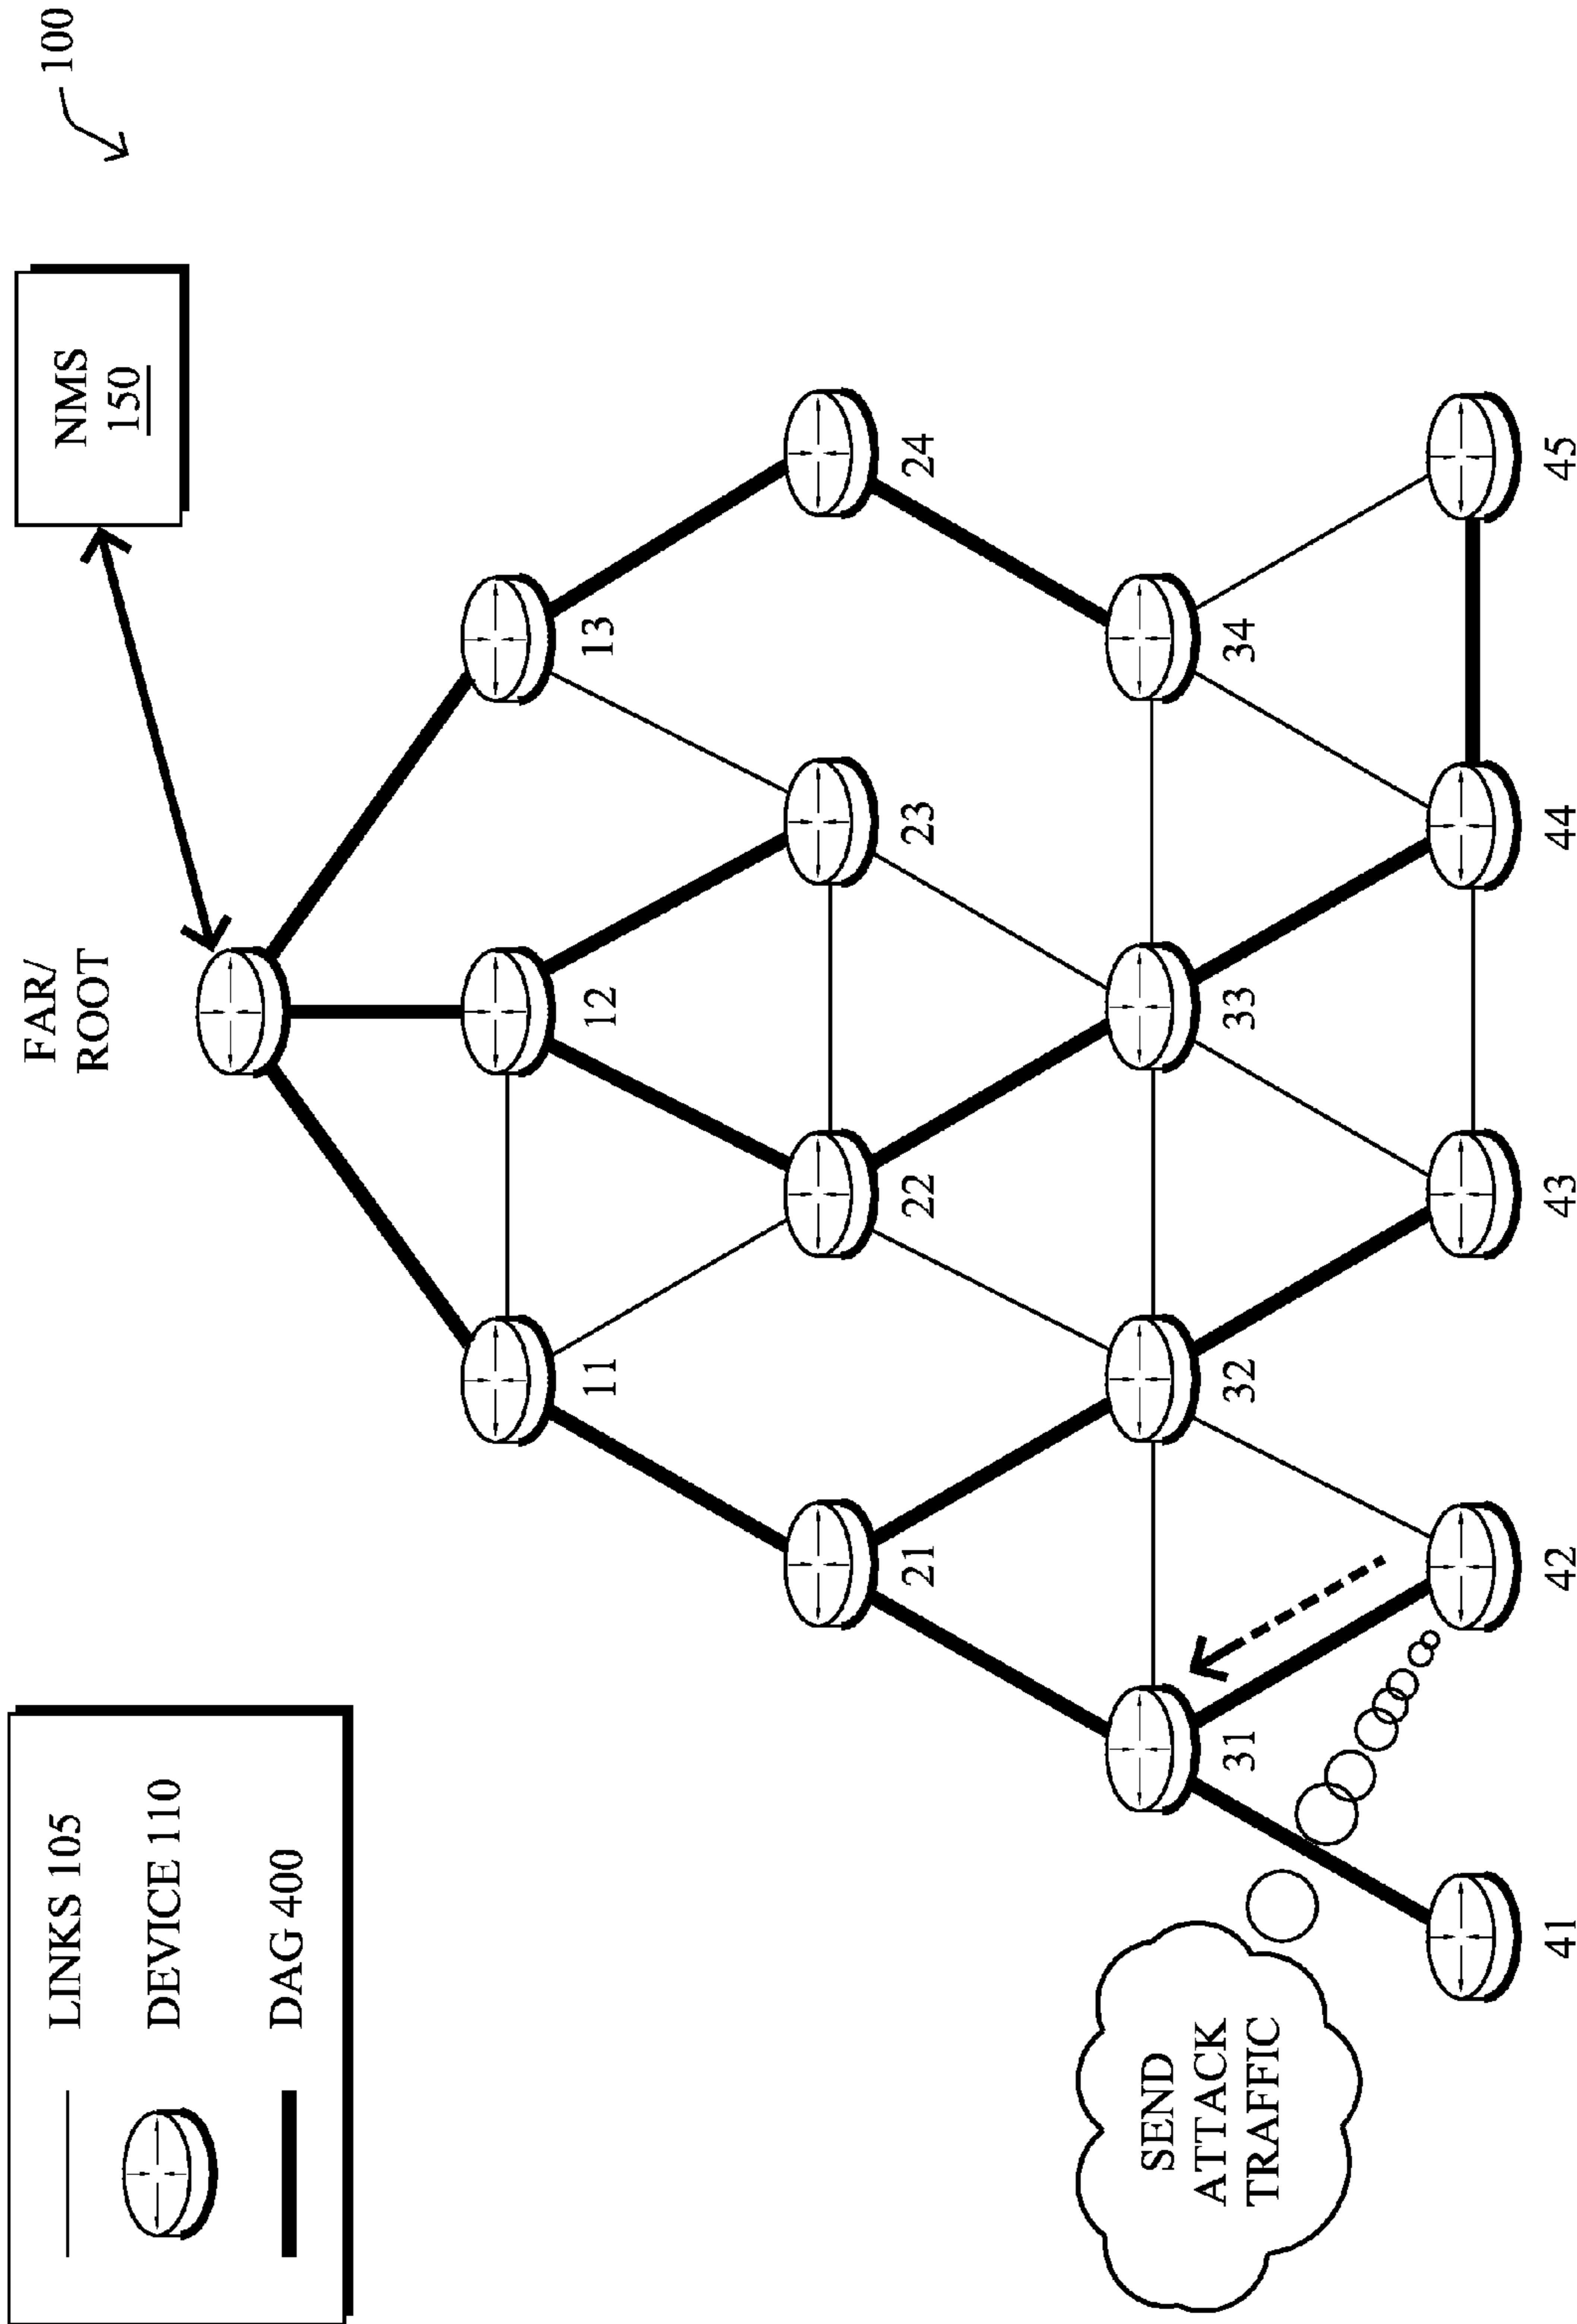 LINKS 105
DEVICE 110
DAG 400
FAR/
ROOT
NMS
150
100
11
12
13
21
22
23
24
31
32
33
34
41
42
43
44
45
SEND
ATTACK
TRAFFIC